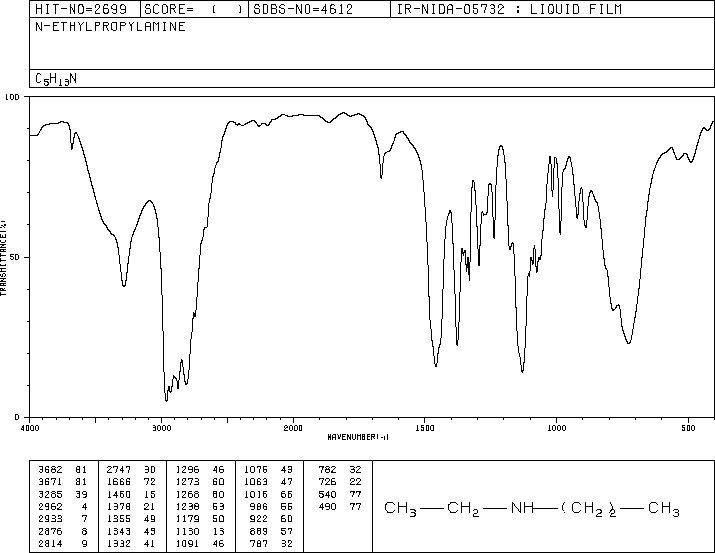 HIT-NO=2699 SCORE= ( ) SDBS-NO=4612 IR-NIDA-05732 : LIQUID FILM
N-ETHYLPROPYLAMINE
C5H13N
100
50
0
TRANSMITTANCE(%)
4000 3000 2000 1500 1000 500
WAVENUMBER(-1)
3682 81 2747 30 1296 46 1076 43 782 32
3671 81 1666 72 1273 60 1063 47 726 22
3285 39 1460 15 1268 60 1016 66 540 77
2962 4 1378 21 1238 53 986 55 490 77
2933 7 1355 49 1179 50 922 60
2876 8 1343 43 1130 13 889 57
2814 9 1332 41 1091 46 787 32
CH3—CH2—NH—(CH2)2—CH3